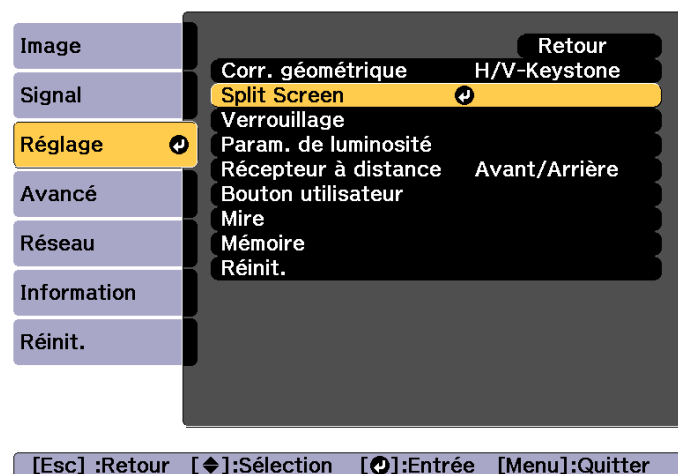 Image
Signal
Réglage
Avancé
Réseau
Information
Réinit.
Retour
Corr. géométrique H/V-Keystone
Split Screen
Verrouillage
Param. de luminosité
Récepteur à distance Avant/Arrière
Bouton utilisateur
Mire
Mémoire
Réinit.
[Esc] :Retour [◆]:Sélection [⏎]:Entrée [Menu]:Quitter